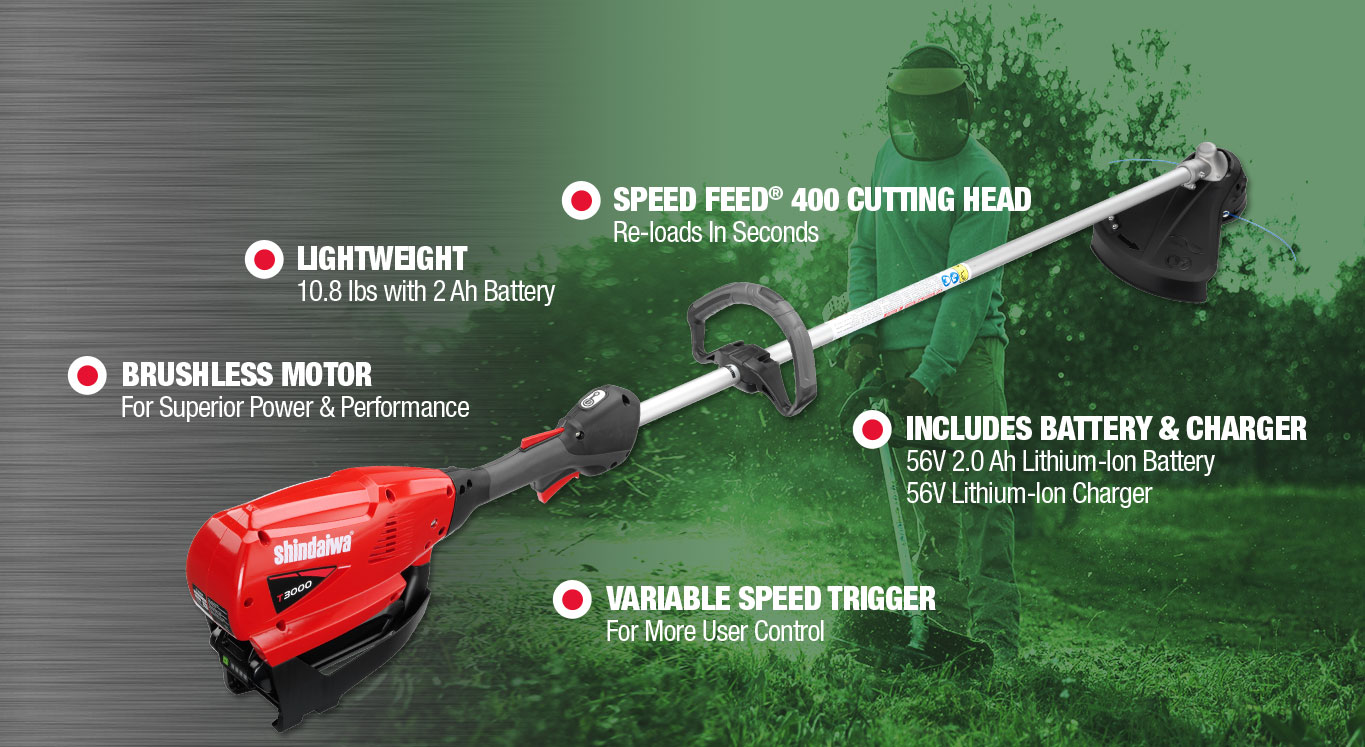 SPEED FEED® 400 CUTTING HEAD
Re-loads In Seconds
LIGHTWEIGHT
10.8 lbs with 2 Ah Battery
BRUSHLESS MOTOR
For Superior Power & Performance
INCLUDES BATTERY & CHARGER
56V 2.0 Ah Lithium-Ion Battery
56V Lithium-Ion Charger
shindaiwa
T3000
VARIABLE SPEED TRIGGER
For More User Control